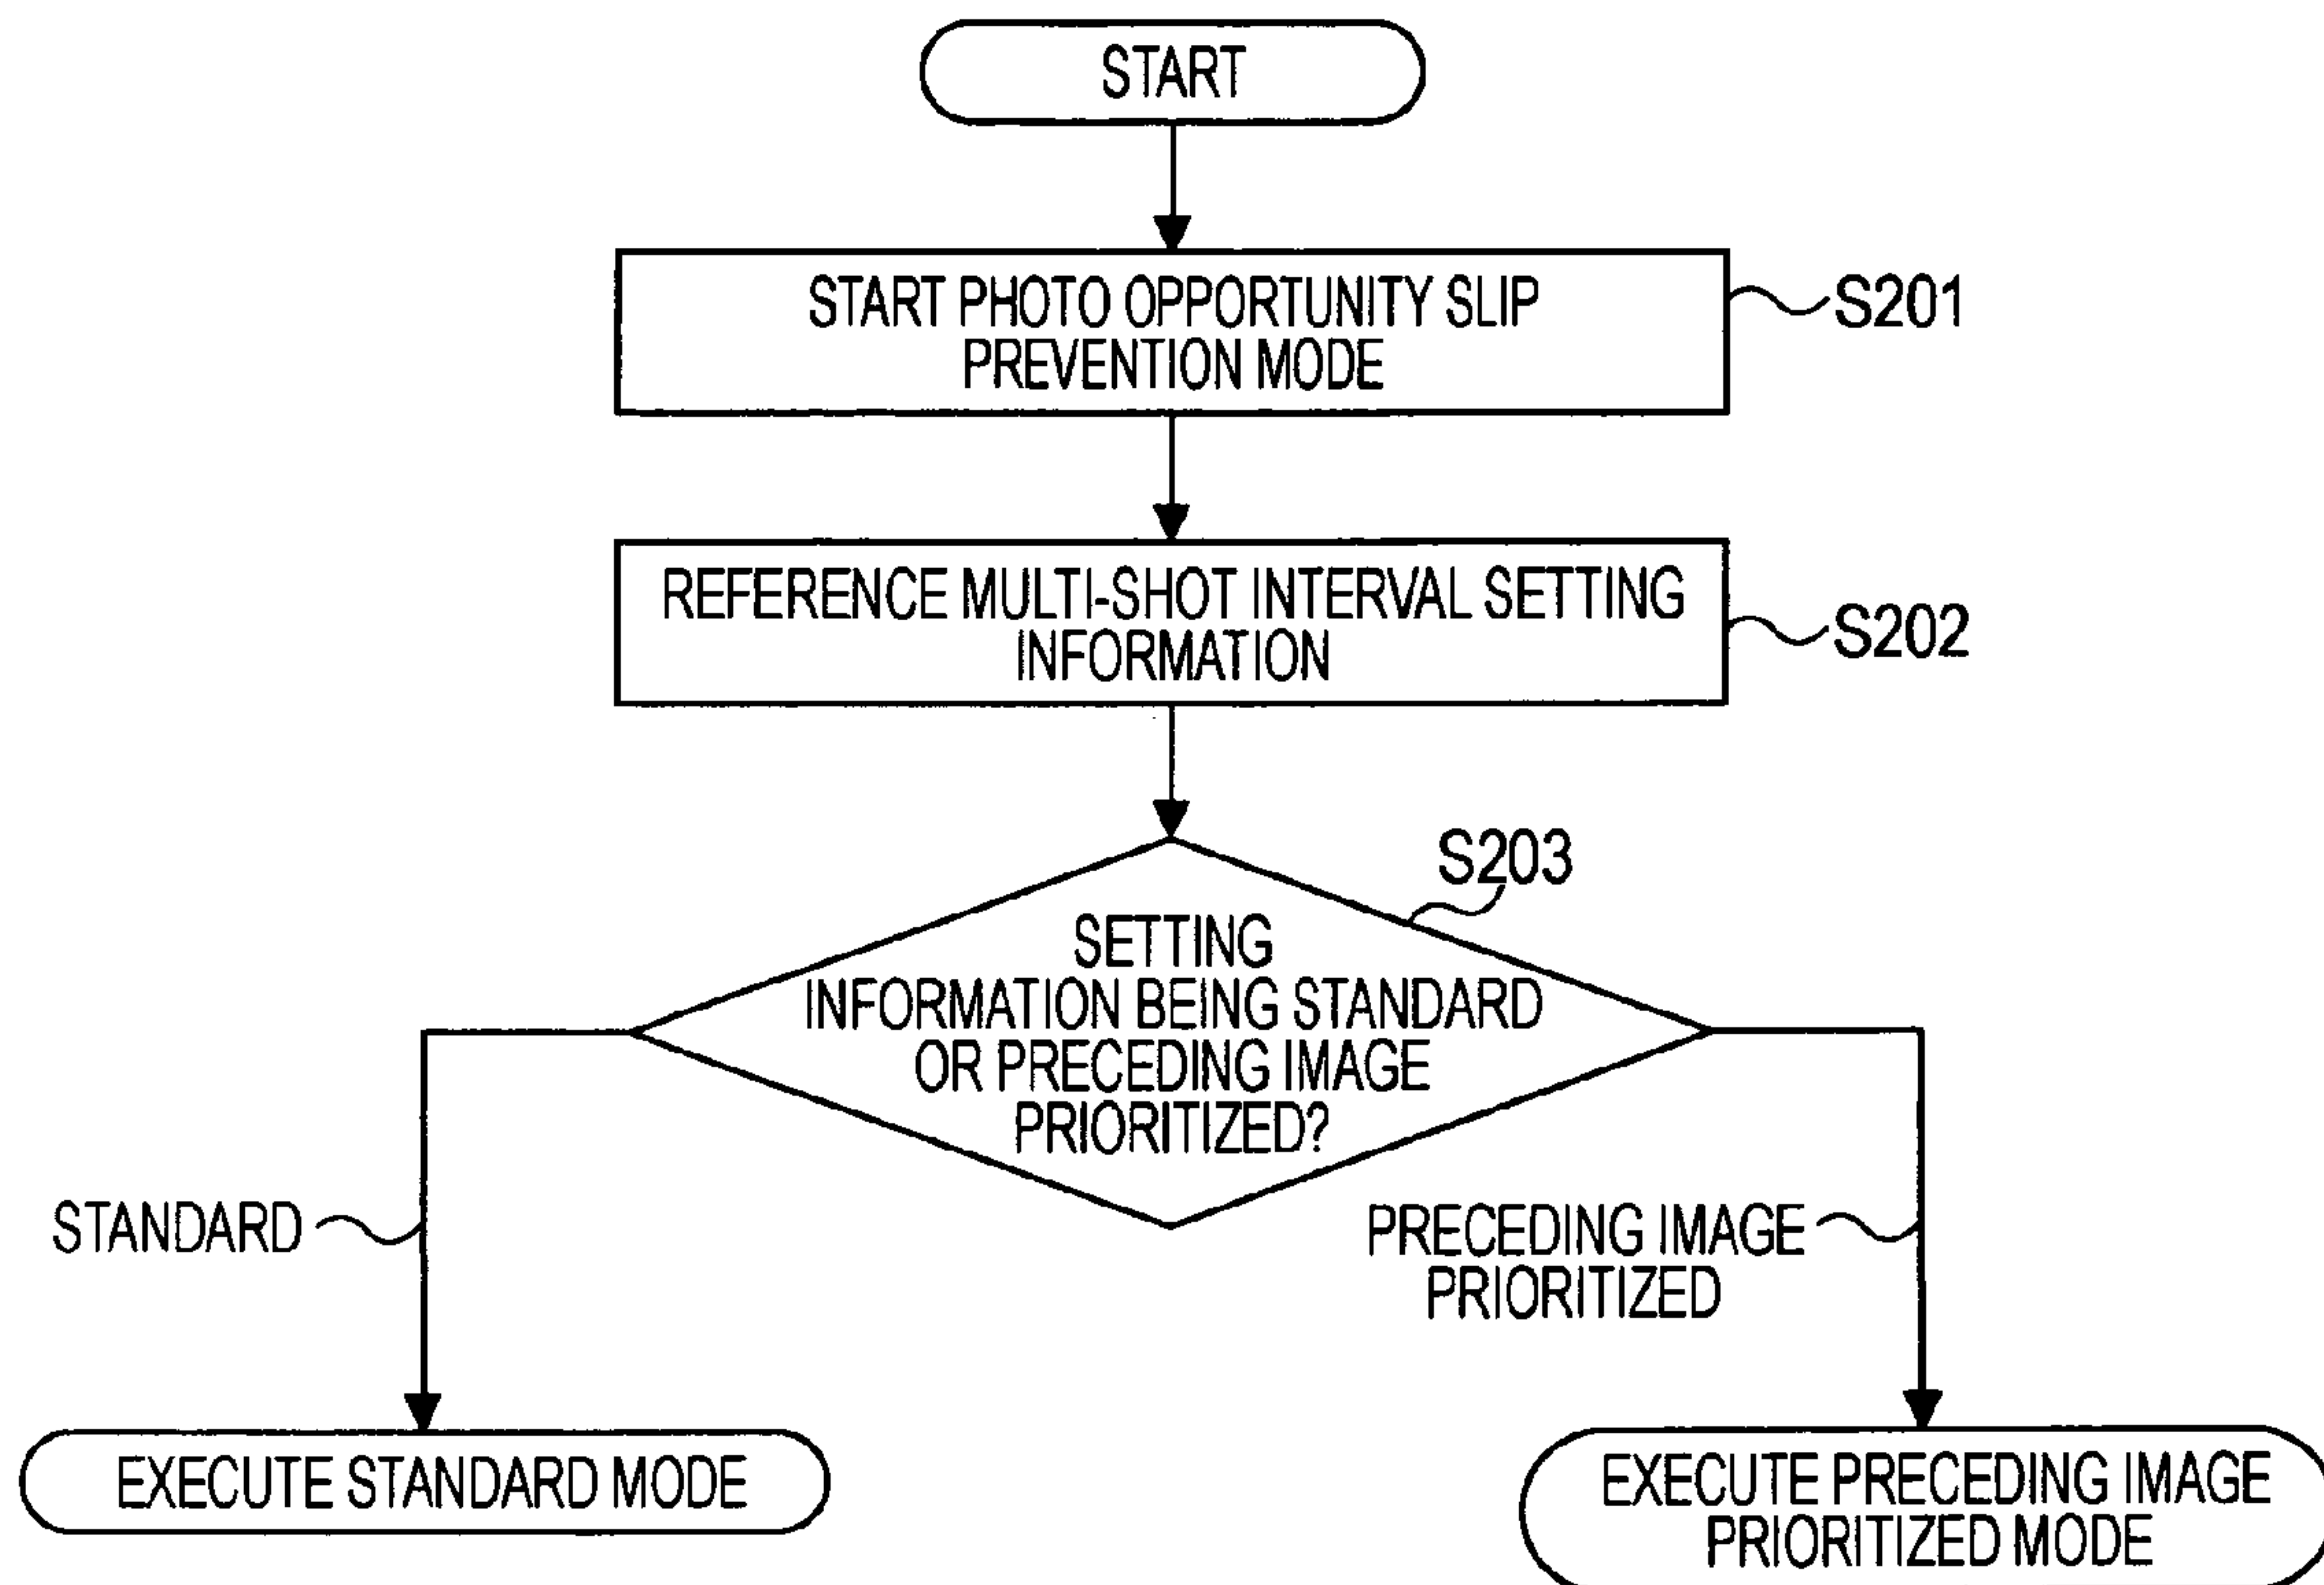 START
START PHOTO OPPORTUNITY SLIP
PREVENTION MODE
S201
REFERENCE MULTI-SHOT INTERVAL SETTING
INFORMATION
S202
S203
SETTING
INFORMATION BEING STANDARD
OR PRECEDING IMAGE
PRIORITIZED?
STANDARD
PRECEDING IMAGE
PRIORITIZED
EXECUTE STANDARD MODE
EXECUTE PRECEDING IMAGE
PRIORITIZED MODE